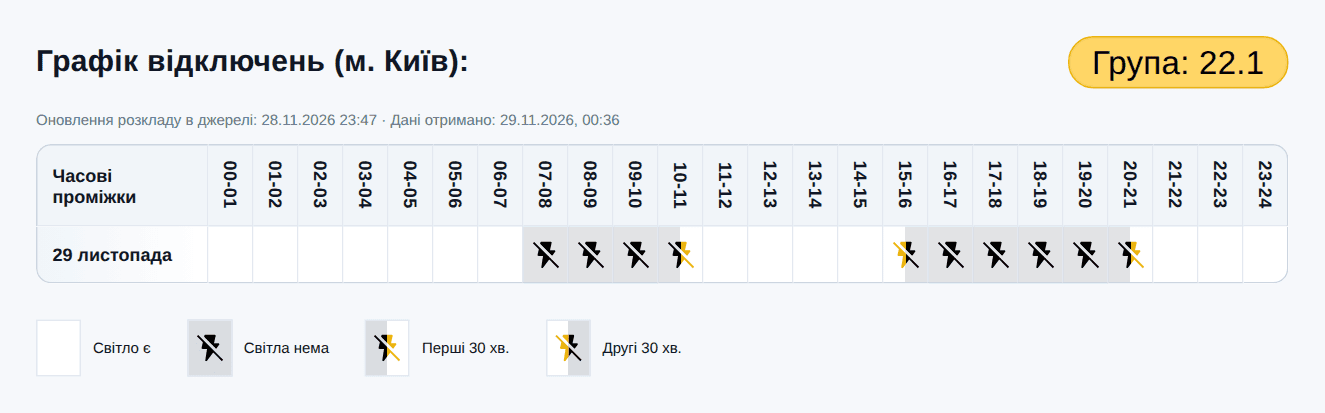 Графік відключень (м. Київ):
Група: 22.1
Оновлення розкладу в джерелі: 28.11.2026 23:47 · Дані отримано: 29.11.2026, 00:36
Часові проміжки 00-01 01-02 02-03 03-04 04-05 05-06 06-07 07-08 08-09 09-10 10-11 11-12 12-13 13-14 14-15 15-16 16-17 17-18 18-19 19-20 20-21 21-22 22-23 23-24
29 листопада
Світло є
Світла нема
Перші 30 хв.
Другі 30 хв.